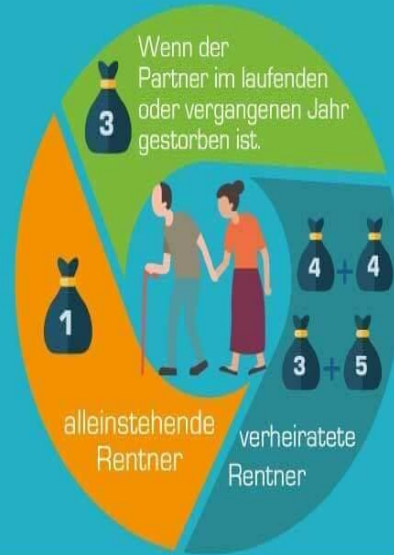 Wenn der
Partner im laufenden
oder vergangenen Jahr
gestorben ist.
3
1
alleinstehende
Rentner
4 + 4
3 + 5
verheiratete
Rentner